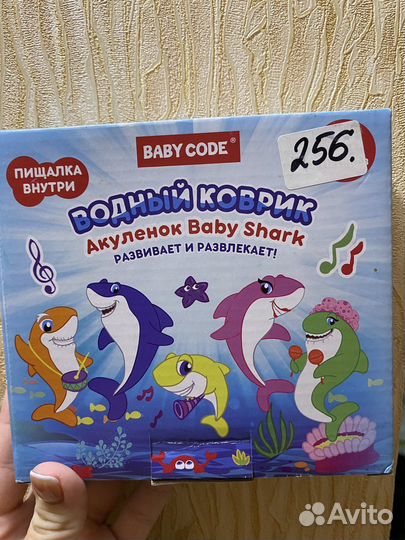 BABY CODE®
256.
ПИЩАЛКА
ВНУТРИ
ВОДНЫЙ КОВРИК
Акуленок Baby Shark
РАЗВИВАЕТ И РАЗВЛЕКАЕТ!
Avito